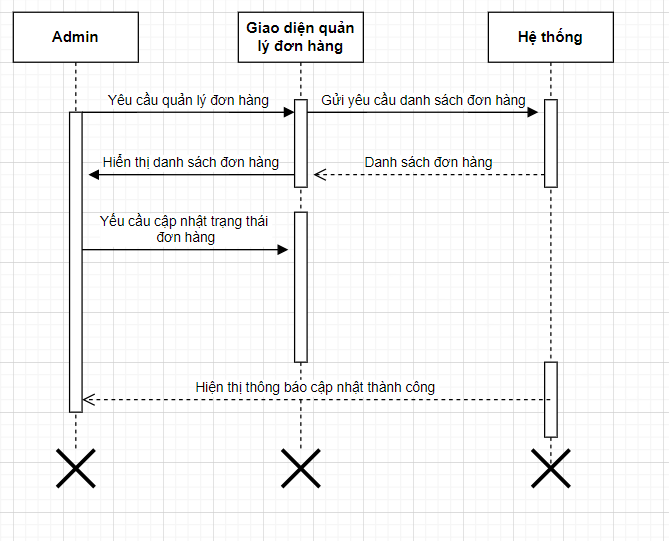 Admin
Giao diện quản
lý đơn hàng
Hệ thống
Yêu cầu quản lý đơn hàng
Gửi yêu cầu danh sách đơn hàng
Hiển thị danh sách đơn hàng
Danh sách đơn hàng
Yếu cầu cập nhật trạng thái
đơn hàng
Hiện thị thông báo cập nhật thành công